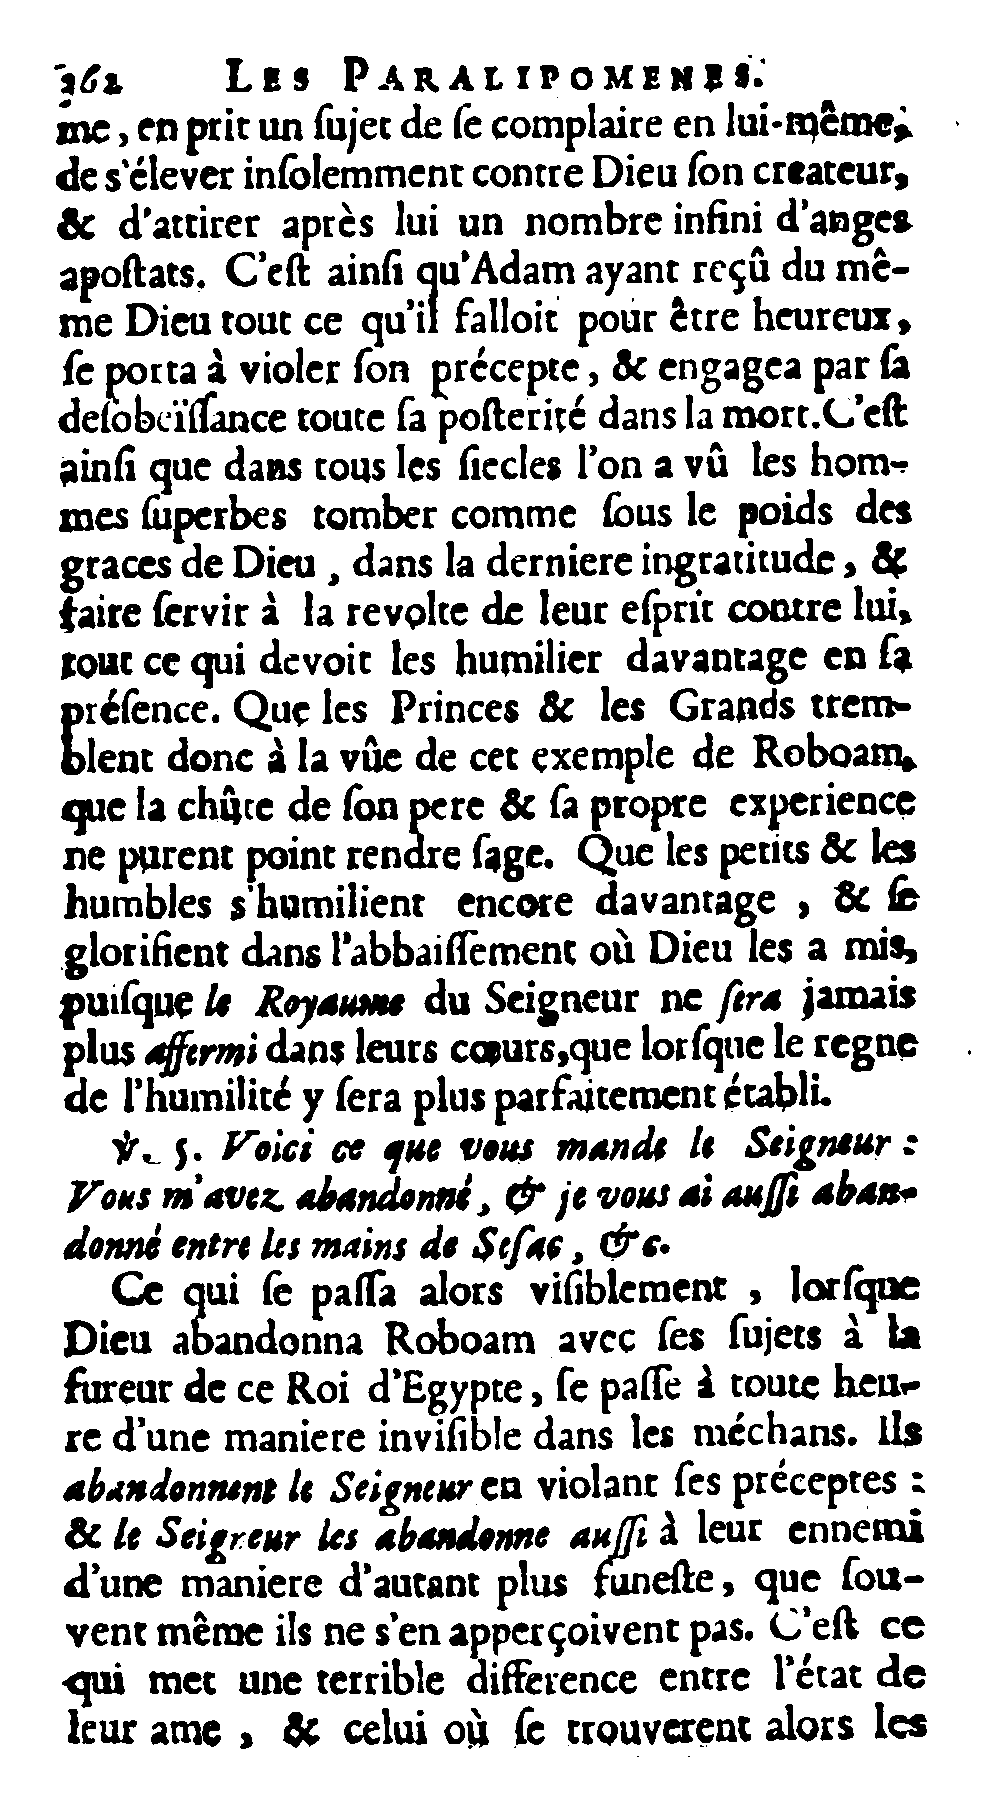 362 LES PARALIPOMENES.
me, en prit un ſujet de ſe complaire en lui-même,
de s'élever inſolemment contre Dieu ſon createur,
& d'attirer après lui un nombre infini d'anges
apoſtats. C'eſt ainſi qu'Adam ayant reçû du mê-
me Dieu tout ce qu'il falloit pour être heureux,
ſe porta à violer ſon précepte, & engagea par ſa
deſobeïſſance toute ſa poſterité dans la mort. C'eſt
ainſi que dans tous les ſiecles l'on a vû les hom-
mes ſuperbes tomber comme ſous le poids des
graces de Dieu, dans la derniere ingratitude, &
faire ſervir à la revolte de leur eſprit contre lui,
tout ce qui devoit les humilier davantage en ſa
préſence. Que les Princes & les Grands trem-
blent donc à la vûe de cet exemple de Roboam,
que la chûte de ſon pere & ſa propre experience
ne purent point rendre ſage. Que les petits & les
humbles s'humilient encore davantage, & ſe
glorifient dans l'abbaiſſement où Dieu les a mis,
puiſque le Royaume du Seigneur ne ſera jamais
plus affermi dans leurs cœurs, que lorſque le regne
de l'humilité y ſera plus parfaitement établi.
℣. 5. Voici ce que vous mande le Seigneur :
Vous m'avez abandonné, & je vous ai auſſi aban-
donné entre les mains de Seſac, &c.
Ce qui ſe paſſa alors viſiblement, lorſque
Dieu abandonna Roboam avec ſes ſujets à la
fureur de ce Roi d'Egypte, ſe paſſe à toute heu-
re d'une maniere inviſible dans les méchans. Ils
abandonnent le Seigneur en violant ſes préceptes :
& le Seigneur les abandonne auſſi à leur ennemi
d'une maniere d'autant plus funeſte, que ſou-
vent même ils ne s'en apperçoivent pas. C'eſt ce
qui met une terrible difference entre l'état de
leur ame, & celui où ſe trouverent alors les